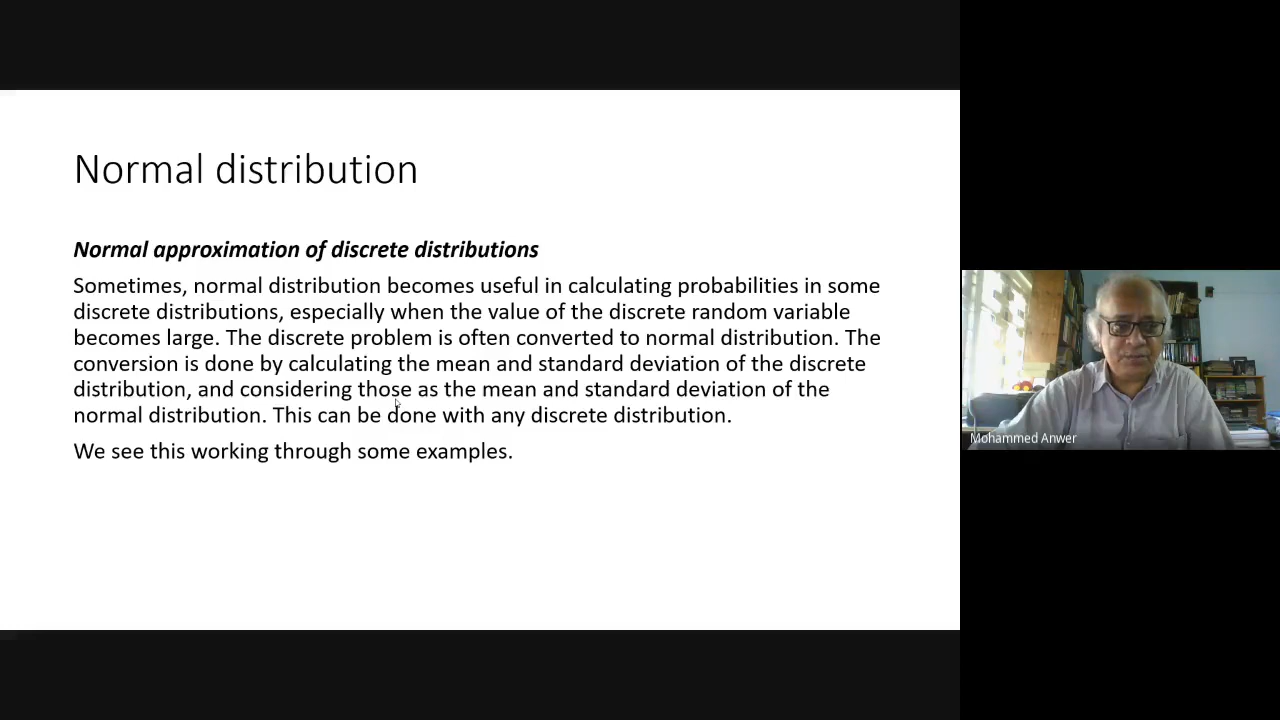 Normal distribution
Normal approximation of discrete distributions
Sometimes, normal distribution becomes useful in calculating probabilities in some
discrete distributions, especially when the value of the discrete random variable
becomes large. The discrete problem is often converted to normal distribution. The
conversion is done by calculating the mean and standard deviation of the discrete
distribution, and considering those as the mean and standard deviation of the
normal distribution. This can be done with any discrete distribution.
We see this working through some examples.
Mohammed Anwer